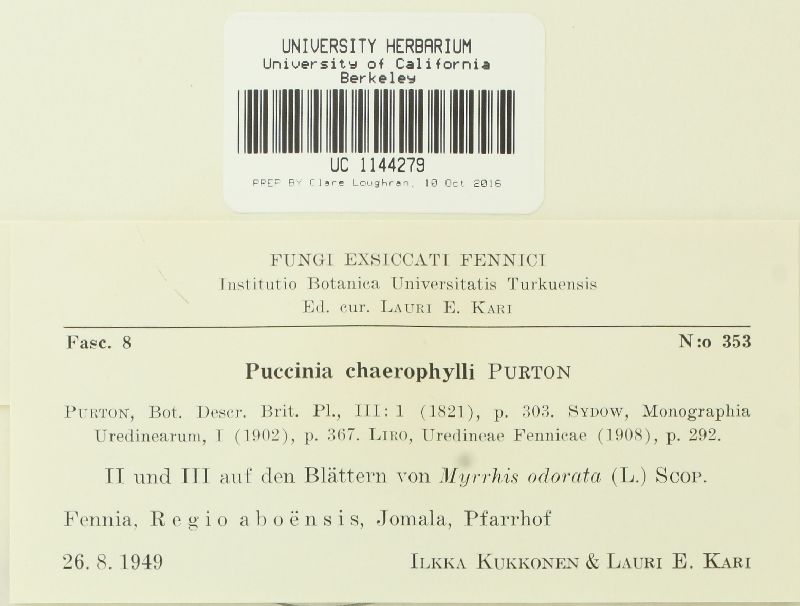 UNIVERSITY HERBARIUM
University of California
Berkeley
UC 1144279
PREP BY Clare Loughran, 10 Oct 2016
FUNGI EXSICCATI FENNICI
Institutio Botanica Universitatis Turkuensis
Ed. cur. LAURI E. KARI
Fasc. 8 N:o 353
Puccinia chaerophylli PURTON
PURTON, Bot. Descr. Brit. Pl., III: 1 (1821), p. 303. SYDOW, Monographia
Uredinearum, I (1902), p. 367. LIRO, Uredineae Fennicae (1908), p. 292.
II und III auf den Blättern von Myrrhis odorata (L.) SCOP.
Fennia, Regio aboënsis, Jomala, Pfarrhof
26. 8. 1949 ILKKA KUKKONEN & LAURI E. KARI